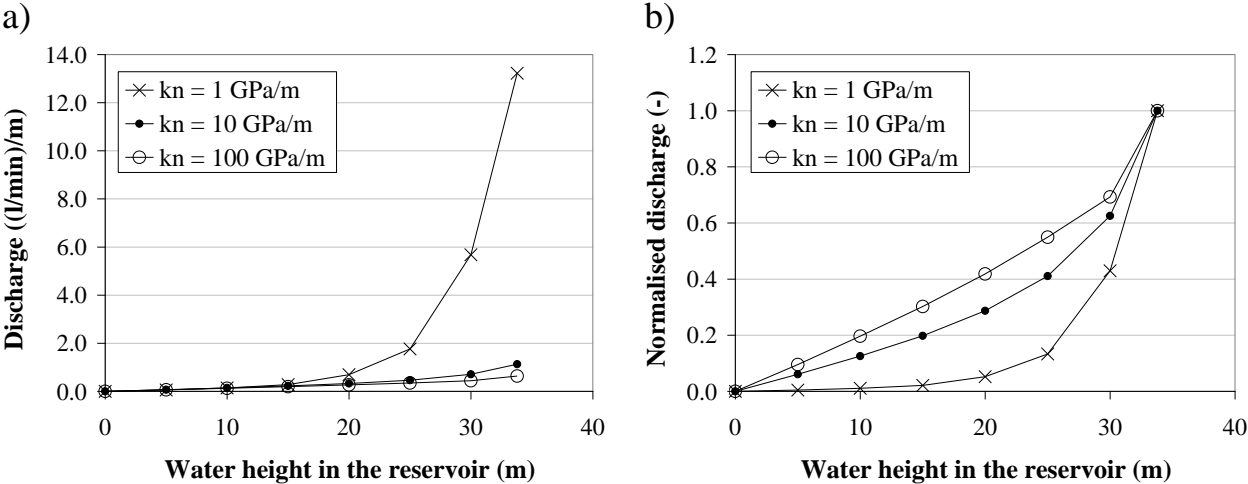 a)
14.0
12.0
10.0
8.0
6.0
4.0
2.0
0.0
Discharge ((l/min)/m)
kn = 1 GPa/m
kn = 10 GPa/m
kn = 100 GPa/m
0 10 20 30 40
Water height in the reservoir (m)
b)
1.2
1.0
0.8
0.6
0.4
0.2
0.0
Normalised discharge (-)
kn = 1 GPa/m
kn = 10 GPa/m
kn = 100 GPa/m
0 10 20 30 40
Water height in the reservoir (m)